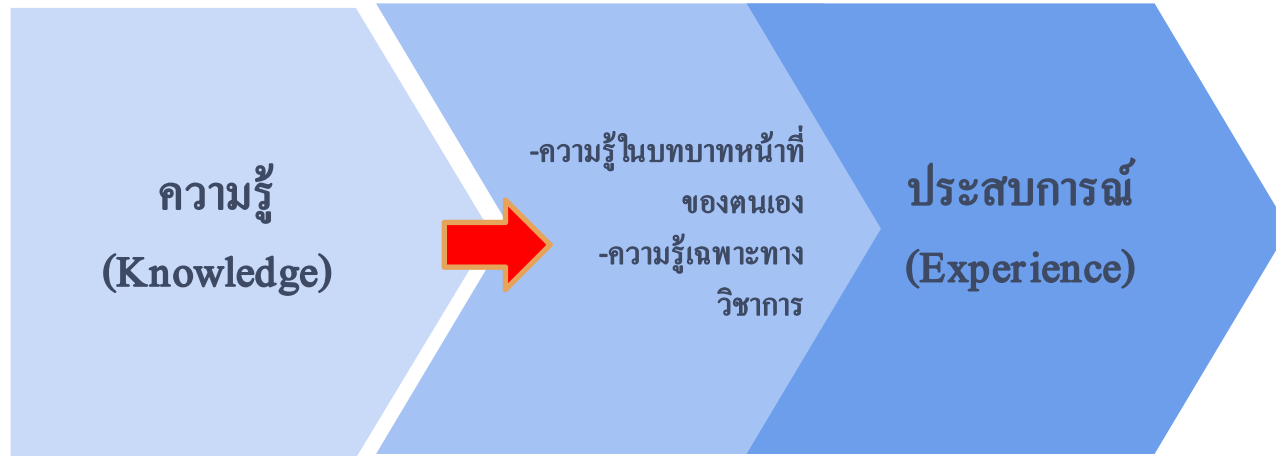 ความรู้
(Knowledge)
-ความรู้ในบทบาทหน้าที่
ของตนเอง
-ความรู้เฉพาะทาง
วิชาการ
ประสบการณ์
(Experience)